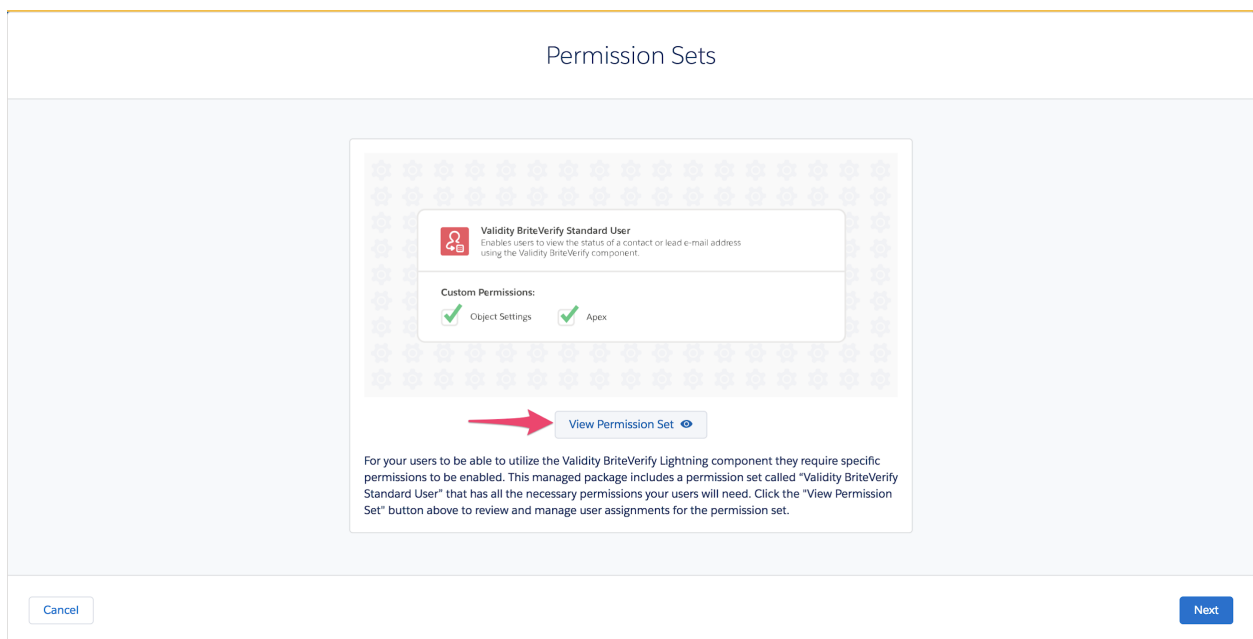 Permission Sets
Validity BriteVerify Standard User
Enables users to view the status of a contact or lead e-mail address
using the Validity BriteVerify component.
Custom Permissions:
Object Settings Apex
View Permission Set
For your users to be able to utilize the Validity BriteVerify Lightning component they require specific
permissions to be enabled. This managed package includes a permission set called “Validity BriteVerify
Standard User” that has all the necessary permissions your users will need. Click the "View Permission
Set" button above to review and manage user assignments for the permission set.
Cancel Next